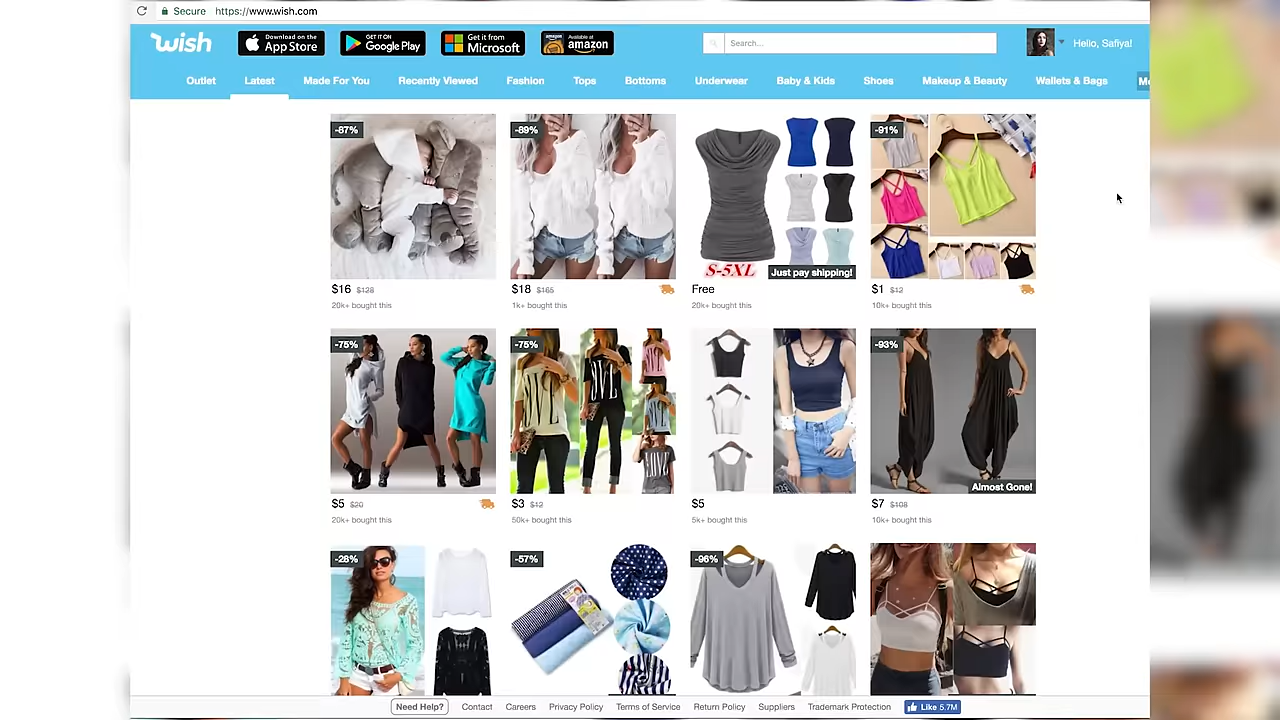 Secure https://www.wish.com
wish
Download on the App Store
GET IT ON Google Play
Get it from Microsoft
Available at amazon
Search...
Hello, Safiya!
Outlet Latest Made For You Recently Viewed Fashion Tops Bottoms Underwear Baby & Kids Shoes Makeup & Beauty Wallets & Bags
-87% -89% -91%
S-5XL Just pay shipping!
$16 $128 $18 $165 Free $1 $12
20k+ bought this 1k+ bought this 20k+ bought this 10k+ bought this
-75% -75% -93%
Almost Gone!
$5 $20 $3 $12 $5 $7 $108
20k+ bought this 50k+ bought this 5k+ bought this 10k+ bought this
-28% -57% -96%
Need Help? Contact Careers Privacy Policy Terms of Service Return Policy Suppliers Trademark Protection Like 5.7M